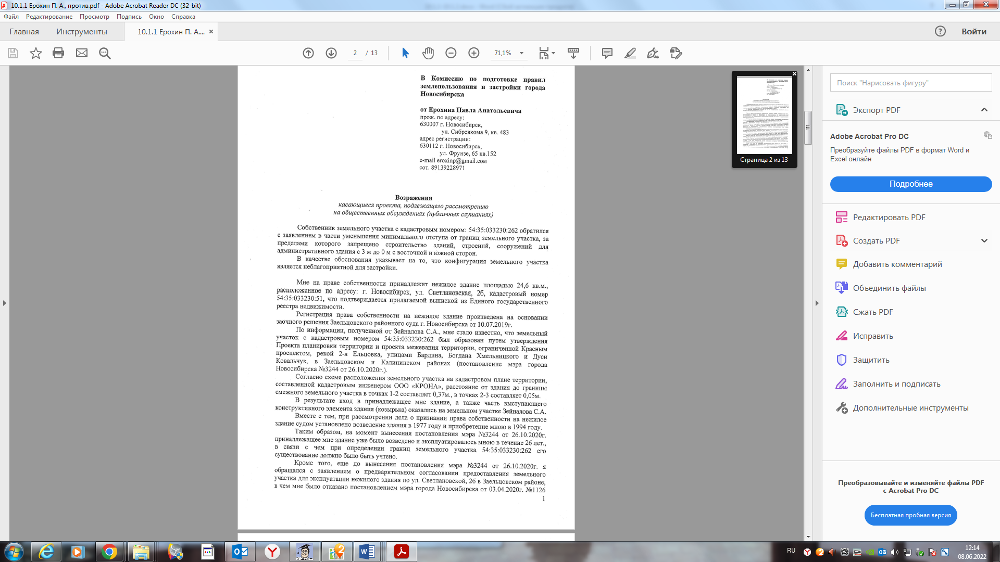 10.1.1 Ерохин П. А., против.pdf - Adobe Acrobat Reader DC (32-bit)
Файл Редактирование Просмотр Подпись Окно Справка
Главная Инструменты 10.1.1 Ерохин П. А.... × Войти
2 / 13 71,1%
В Комиссию по подготовке правил
землепользования и застройки города
Новосибирска
от Ерохина Павла Анатольевича
прож. по адресу:
630007 г. Новосибирск,
ул. Сибревкома 9, кв. 483
адрес регистрации:
630112 г. Новосибирск,
ул. Фрунзе, 65 кв.152
e-mail eroxinp@gmail.com
сот. 89139228971
Возражения
касающиеся проекта, подлежащего рассмотрению
на общественных обсуждениях (публичных слушаниях)
Собственник земельного участка с кадастровым номером: 54:35:033230:262 обратился
с заявлением в части уменьшения минимального отступа от границ земельного участка, за
пределами которого запрещено строительство зданий, строений, сооружений для
административного здания с 3 м до 0 м с восточной и южной сторон.
В качестве обоснования указывает на то, что конфигурация земельного участка
является неблагоприятной для застройки.
Мне на праве собственности принадлежит нежилое здание площадью 24,6 кв.м.,
расположенное по адресу: г. Новосибирск, ул. Светлановская, 2б, кадастровый номер
54:35:033230:51, что подтверждается прилагаемой выпиской из Единого государственного
реестра недвижимости.
Регистрация права собственности на нежилое здание произведена на основании
заочного решения Заельцовского районного суда г. Новосибирска от 10.07.2019г.
По информации, полученной от Зейналова С.А., мне стало известно, что земельный
участок с кадастровым номером 54:35:033230:262 был образован путем утверждения
Проекта планировки территории и проекта межевания территории, ограниченной Красным
проспектом, рекой 2-я Ельцовка, улицами Бардина, Богдана Хмельницкого и Дуси
Ковальчук, в Заельцовском и Калининском районах (постановление мэра города
Новосибирска №3244 от 26.10.2020г.).
Согласно схеме расположения земельного участка на кадастровом плане территории,
составленной кадастровым инженером ООО «КРОНА», расстояние от здания до границы
смежного земельного участка в точках 1-2 составляет 0,37м., в точках 2-3 составляет 0,05м.
В результате вход в принадлежащее мне здание, а также часть выступающего
конструктивного элемента здания (козырька) оказались на земельном участке Зейналова С.А.
Вместе с тем, при рассмотрении дела о признании права собственности на нежилое
здание судом установлено возведение здания в 1977 году и приобретение мною в 1994 году.
Таким образом, на момент вынесения постановления мэра №3244 от 26.10.2020г.
принадлежащее мне здание уже было возведено и эксплуатировалось мною в течение 26 лет.,
в связи с чем при определении границ земельного участка 54:35:033230:262 его
существование должно было быть учтено.
Кроме того, еще до вынесения постановления мэра №3244 от 26.10.2020г. я
обращался с заявлением о предварительном согласовании предоставления земельного
участка для эксплуатации нежилого здания по ул. Светлановской, 2б в Заельцовском районе,
в чем мне было отказано постановлением мэра города Новосибирска от 03.04.2020г. №1126
1
Страница 2 из 13
Поиск "Нарисовать фигуру"
Экспорт PDF
Adobe Acrobat Pro DC
Преобразуйте файлы PDF в формат Word и
Excel онлайн
Подробнее
Редактировать PDF
Создать PDF
Добавить комментарий
Объединить файлы
Сжать PDF
Исправить
Защитить
Заполнить и подписать
Дополнительные инструменты
Преобразовывайте и изменяйте файлы PDF
с Acrobat Pro DC
Бесплатная пробная версия
RU
12:14
08.06.2022